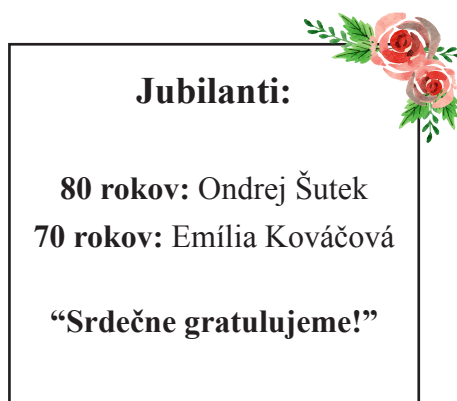 Jubilanti:
80 rokov: Ondrej Šutek
70 rokov: Emília Kováčová
“Srdečne gratulujeme!”